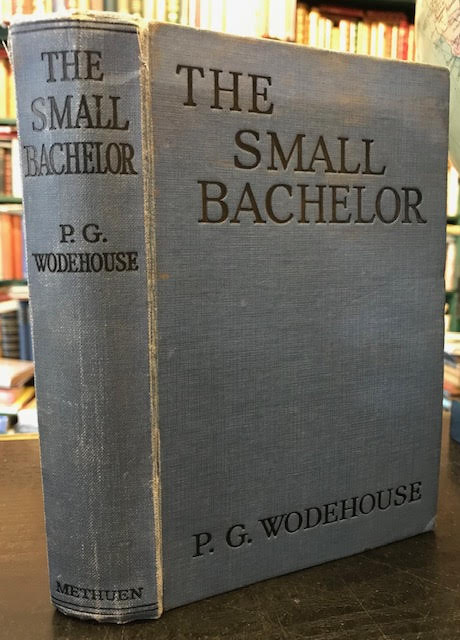 THE
SMALL
BACHELOR
P. G.
WODEHOUSE
METHUEN
THE
SMALL
BACHELOR
P. G. WODEHOUSE